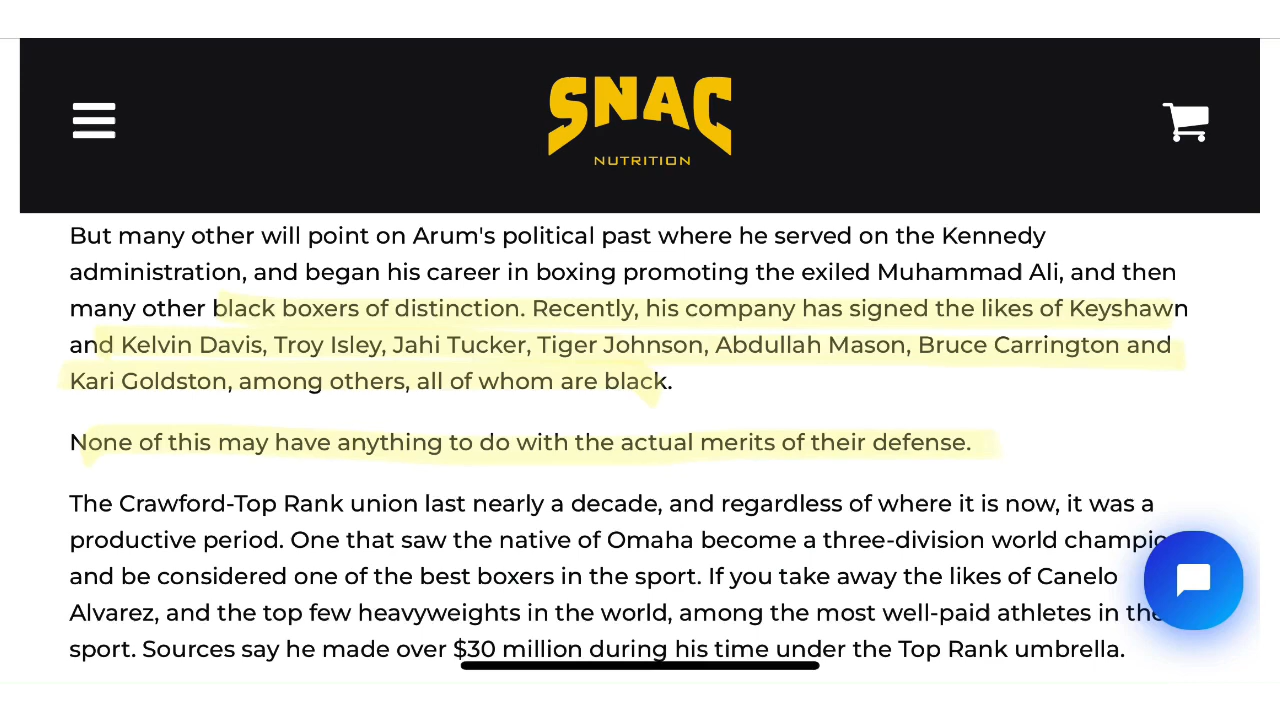 SNAC
NUTRITION
But many other will point on Arum's political past where he served on the Kennedy
administration, and began his career in boxing promoting the exiled Muhammad Ali, and then
many other black boxers of distinction. Recently, his company has signed the likes of Keyshawn
and Kelvin Davis, Troy Isley, Jahi Tucker, Tiger Johnson, Abdullah Mason, Bruce Carrington and
Kari Goldston, among others, all of whom are black.
None of this may have anything to do with the actual merits of their defense.
The Crawford-Top Rank union last nearly a decade, and regardless of where it is now, it was a
productive period. One that saw the native of Omaha become a three-division world champio
and be considered one of the best boxers in the sport. If you take away the likes of Canelo
Alvarez, and the top few heavyweights in the world, among the most well-paid athletes in the
sport. Sources say he made over $30 million during his time under the Top Rank umbrella.